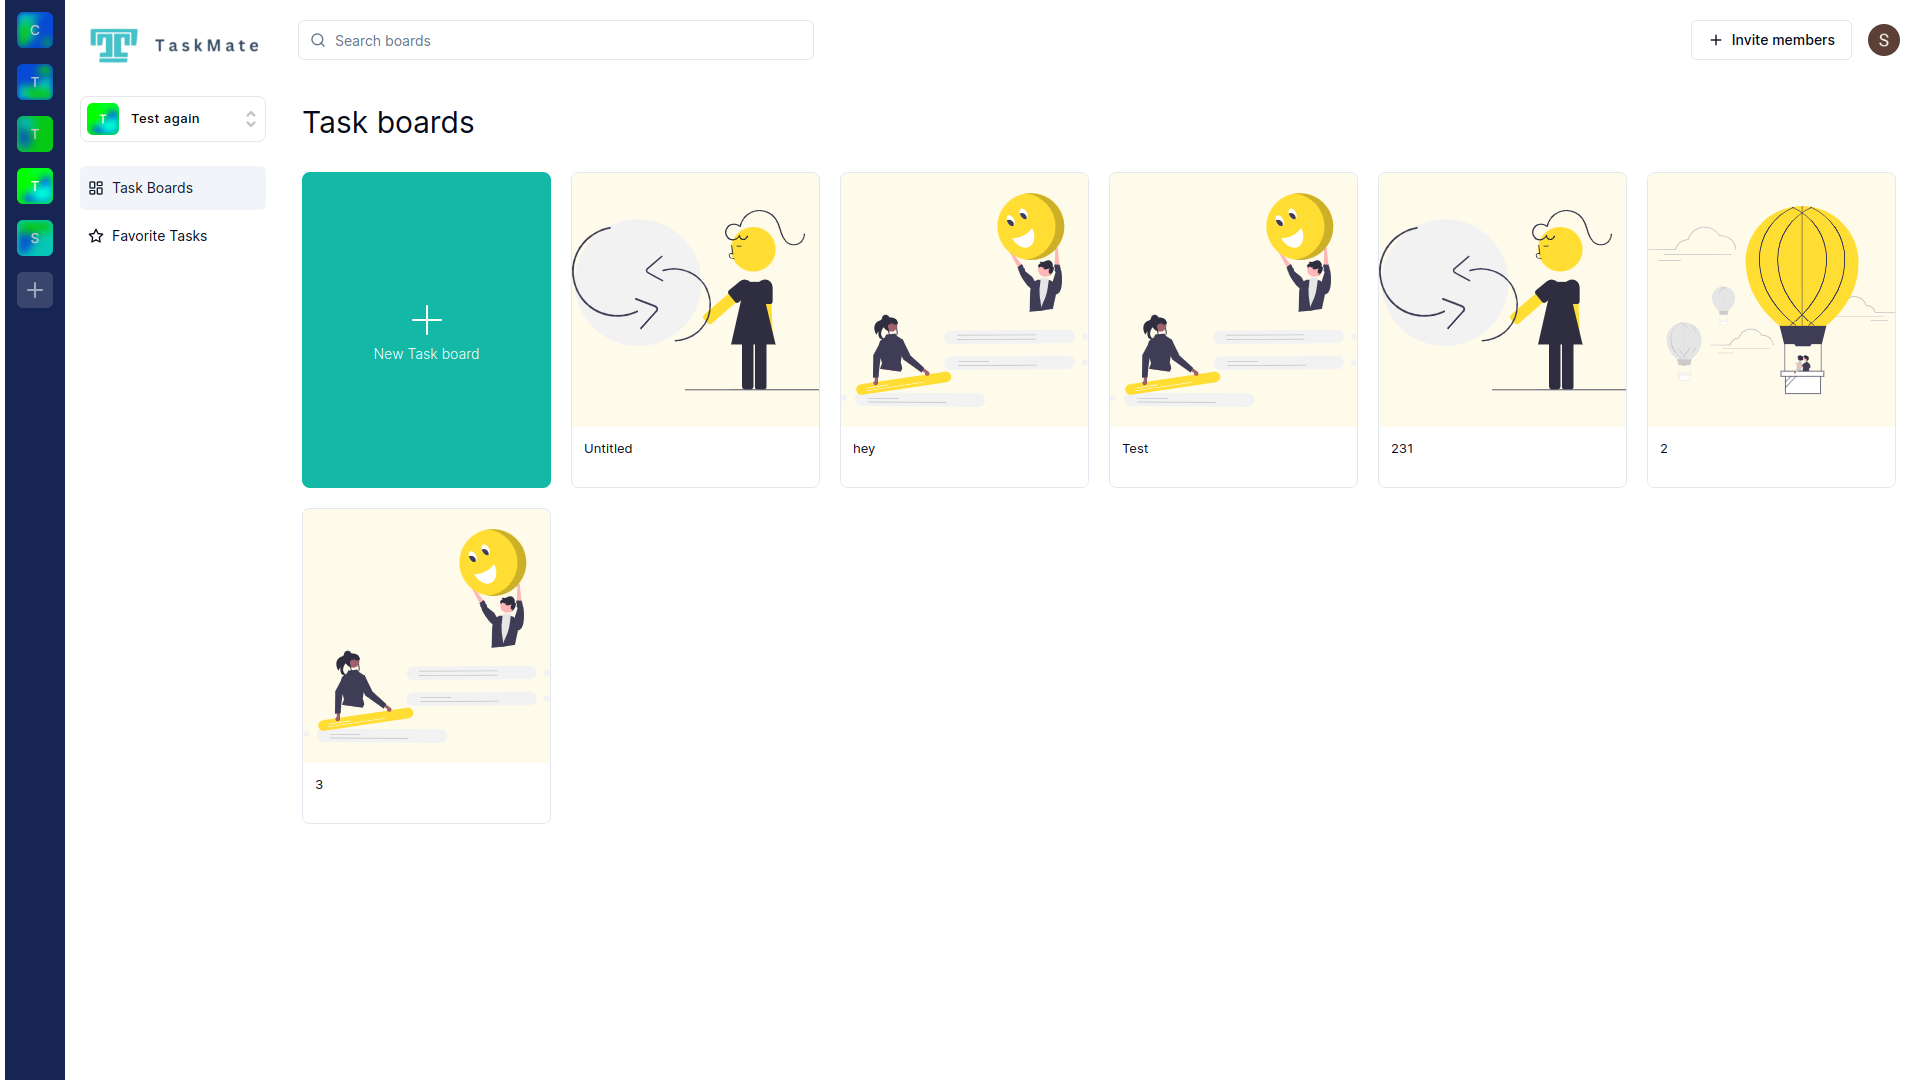 C
T
T
T
S
TaskMate
T
Test again
Task Boards
Favorite Tasks
Search boards
Invite members
S
Task boards
New Task board
Untitled
hey
Test
231
2
3